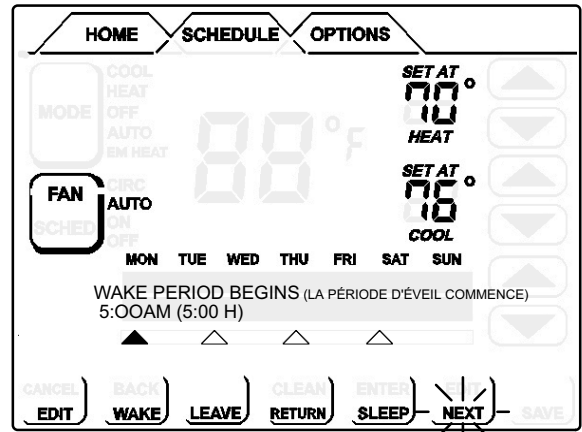 HOME SCHEDULE OPTIONS
COOL
HEAT
MODE OFF
AUTO
EM HEAT
88°F
SET AT
70°
HEAT
SET AT
76°
COOL
FAN
SCHED
CIRC
AUTO
ON
OFF
MON TUE WED THU FRI SAT SUN
WAKE PERIOD BEGINS (LA PÉRIODE D'ÉVEIL COMMENCE)
5:OOAM (5:00 H)
CANCEL BACK CLEAN ENTER EDIT
EDIT WAKE LEAVE RETURN SLEEP NEXT SAVE